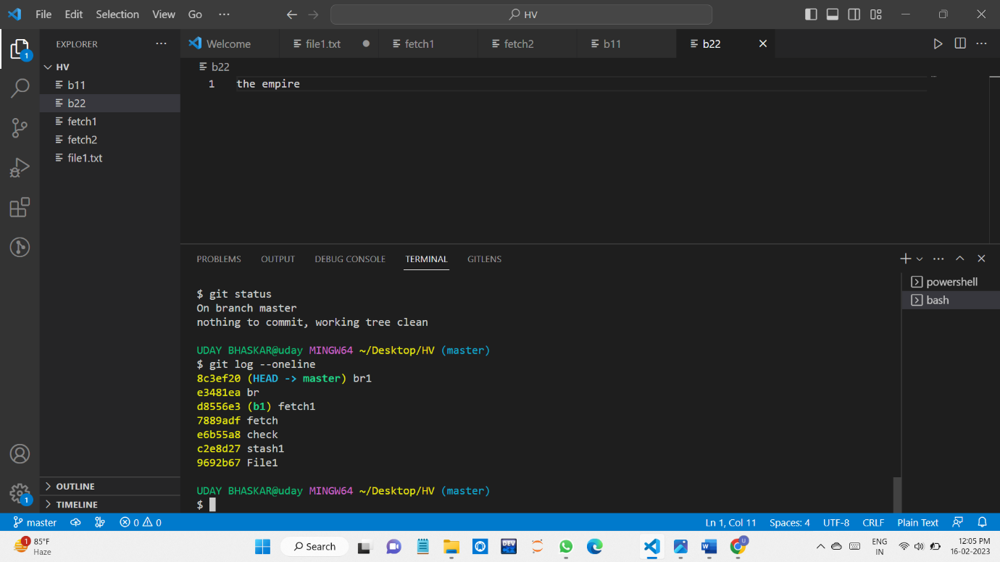 File Edit Selection View Go ··· HV
EXPLORER ···
Welcome file1.txt fetch1 fetch2 b11 b22
1
HV
b11
b22
fetch1
fetch2
file1.txt
b22
1 the empire
PROBLEMS OUTPUT DEBUG CONSOLE TERMINAL GITLENS
powershell
bash
$ git status
On branch master
nothing to commit, working tree clean
UDAY BHASKAR@uday MINGW64 ~/Desktop/HV (master)
$ git log --oneline
8c3ef20 (HEAD -> master) br1
e3481ea br
d8556e3 (b1) fetch1
7889adf fetch
e6b55a8 check
c2e8d27 stash1
9692b67 File1
UDAY BHASKAR@uday MINGW64 ~/Desktop/HV (master)
$
OUTLINE
TIMELINE
1
master 0 0 Ln 1, Col 11 Spaces: 4 UTF-8 CRLF Plain Text
1 85°F
Haze
Search
DEV
U
ENG
IN
12:05 PM
16-02-2023